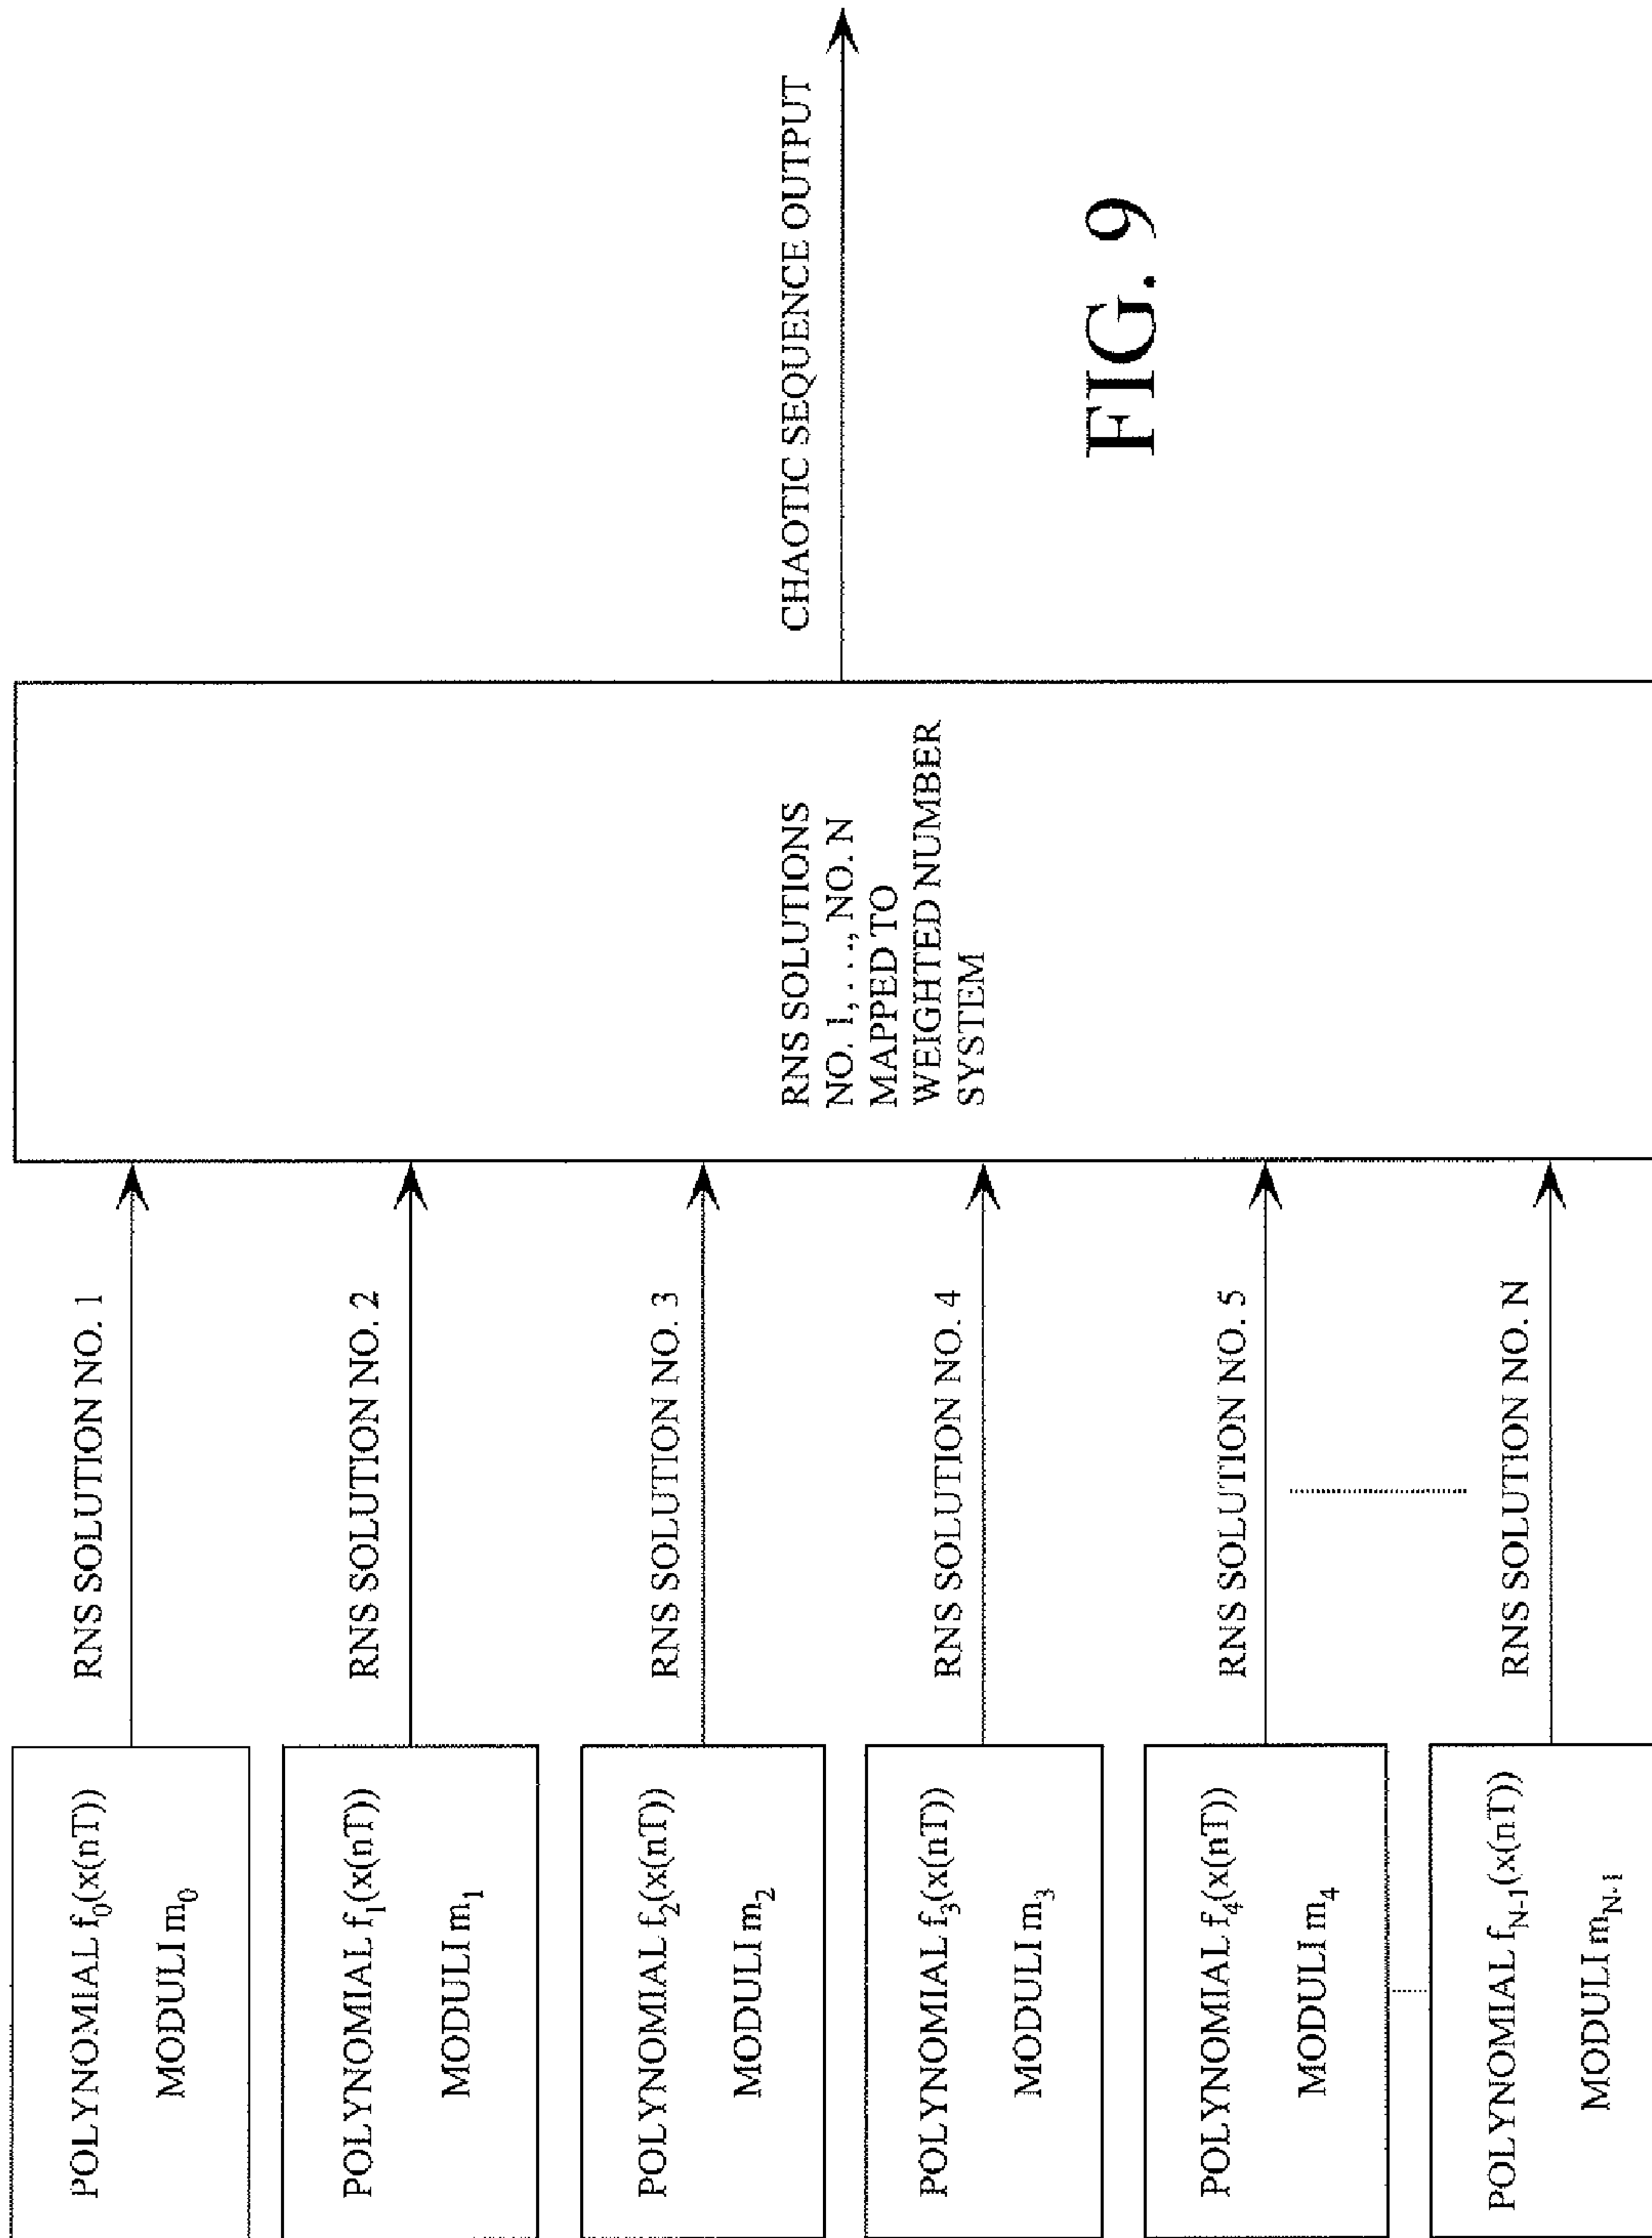 POLYNOMIAL f₀(x(nT))
MODULI m₀
RNS SOLUTION NO. 1
POLYNOMIAL f₁(x(nT))
MODULI m₁
RNS SOLUTION NO. 2
POLYNOMIAL f₂(x(nT))
MODULI m₂
RNS SOLUTION NO. 3
POLYNOMIAL f₃(x(nT))
MODULI m₃
RNS SOLUTION NO. 4
POLYNOMIAL f₄(x(nT))
MODULI m₄
RNS SOLUTION NO. 5
POLYNOMIAL f_{N-1}(x(nT))
MODULI m_{N-1}
RNS SOLUTION NO. N
RNS SOLUTIONS
NO. 1, . . ., NO. N
MAPPED TO
WEIGHTED NUMBER
SYSTEM
CHAOTIC SEQUENCE OUTPUT
FIG. 9